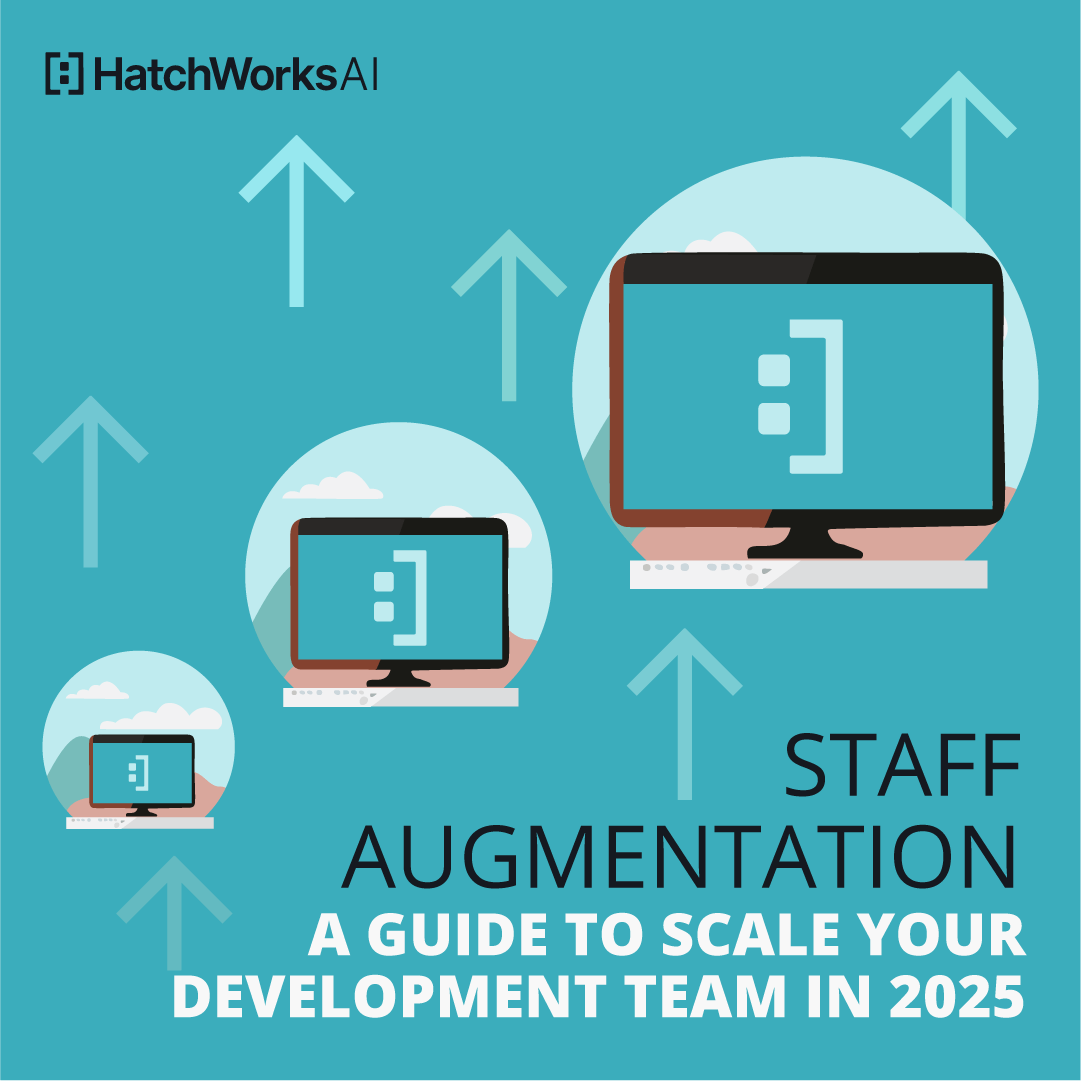 HatchWorksAI
STAFF
AUGMENTATION
A GUIDE TO SCALE YOUR
DEVELOPMENT TEAM IN 2025